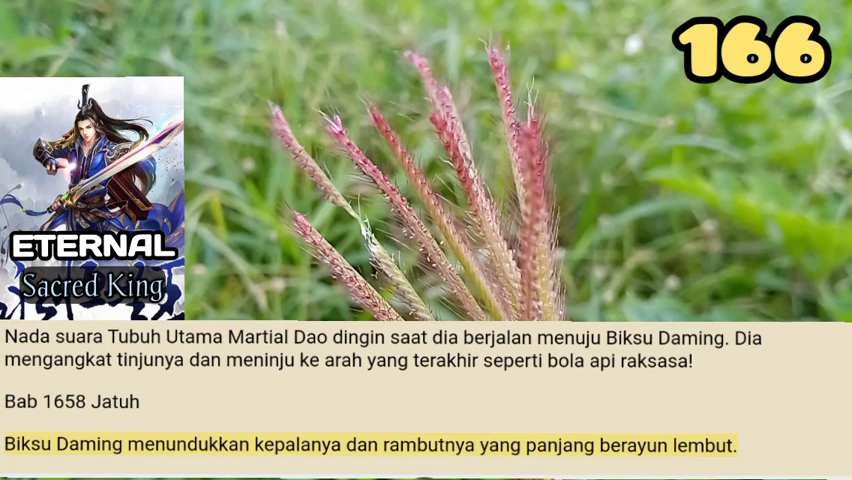 166
ETERNAL
Sacred King
Nada suara Tubuh Utama Martial Dao dingin saat dia berjalan menuju Biksu Daming. Dia
mengangkat tinjunya dan meninju ke arah yang terakhir seperti bola api raksasa!
Bab 1658 Jatuh
Biksu Daming menundukkan kepalanya dan rambutnya yang panjang berayun lembut.